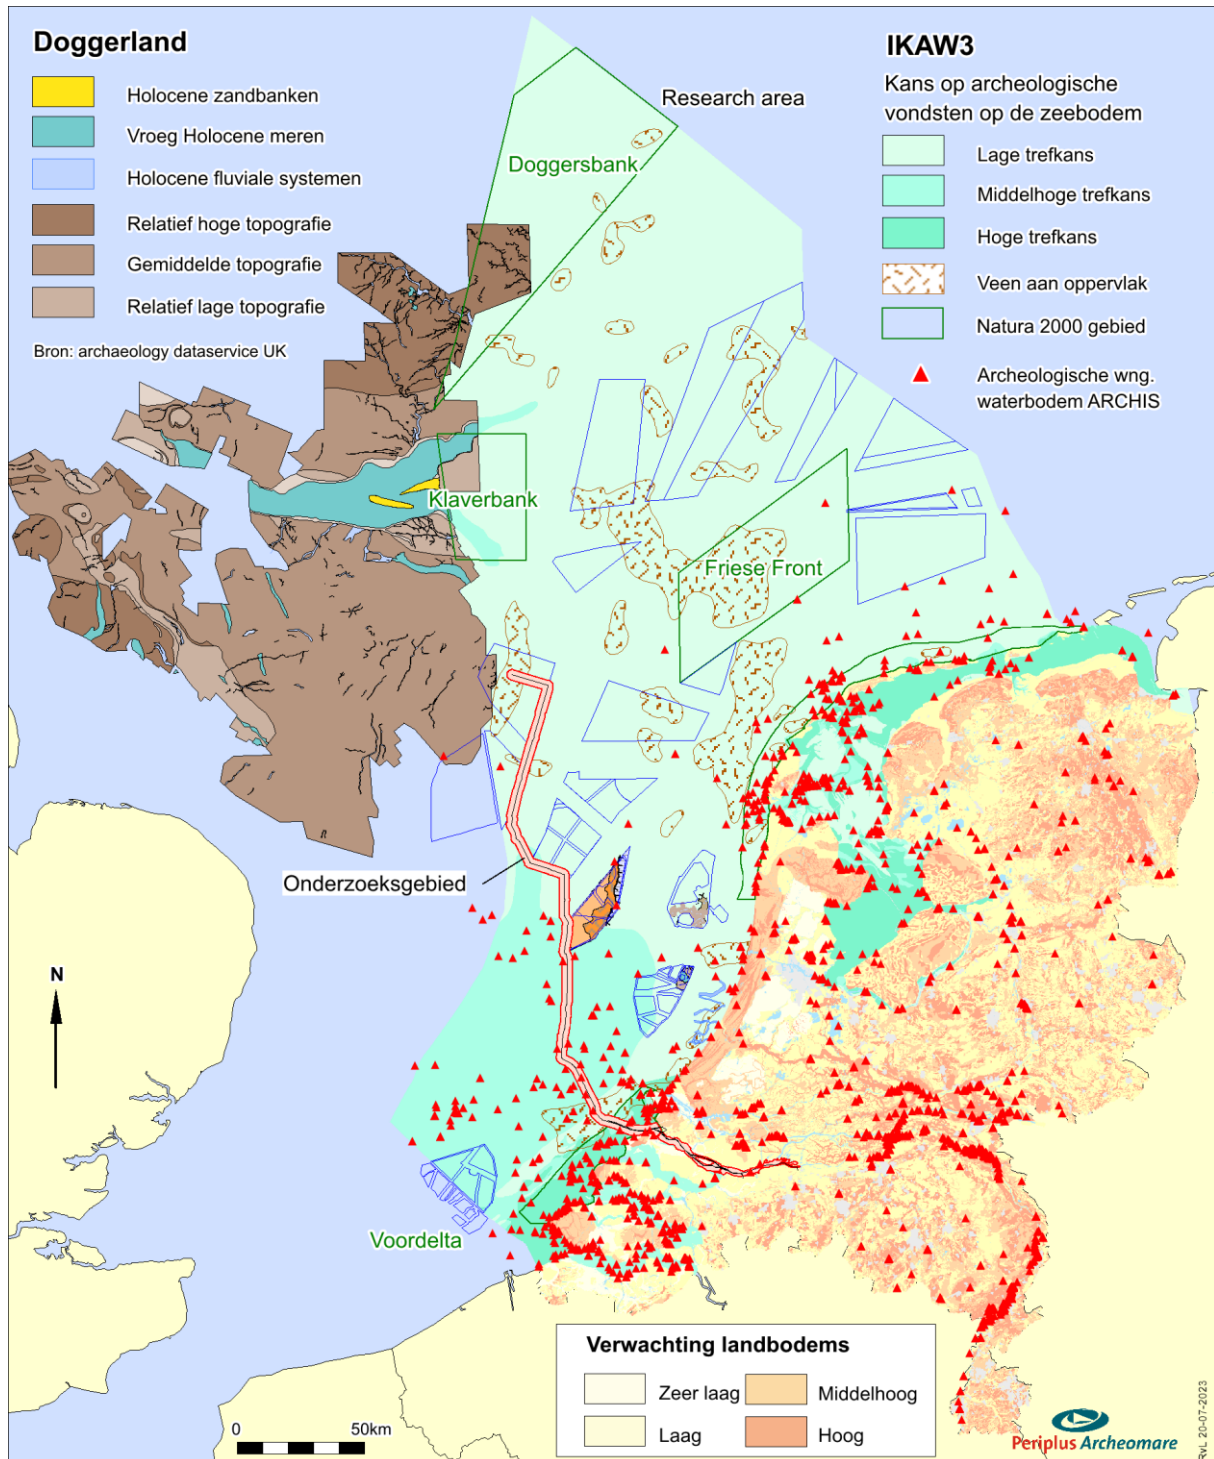 Doggerland
Holocene zandbanken
Vroeg Holocene meren
Holocene fluviale systemen
Relatief hoge topografie
Gemiddelde topografie
Relatief lage topografie
Bron: archaeology dataservice UK
IKAW3
Kans op archeologische
vondsten op de zeebodem
Lage trefkans
Middelhoge trefkans
Hoge trefkans
Veen aan oppervlak
Natura 2000 gebied
Archeologische wng.
waterbodem ARCHIS
Research area
Doggersbank
Klaverbank
Friese Front
Onderzoeksgebied
N
Voordelta
Verwachting landbodems
Zeer laag
Middelhoog
Laag
Hoog
0
50km
Periplus Archeomare
RvL 20-07-2023